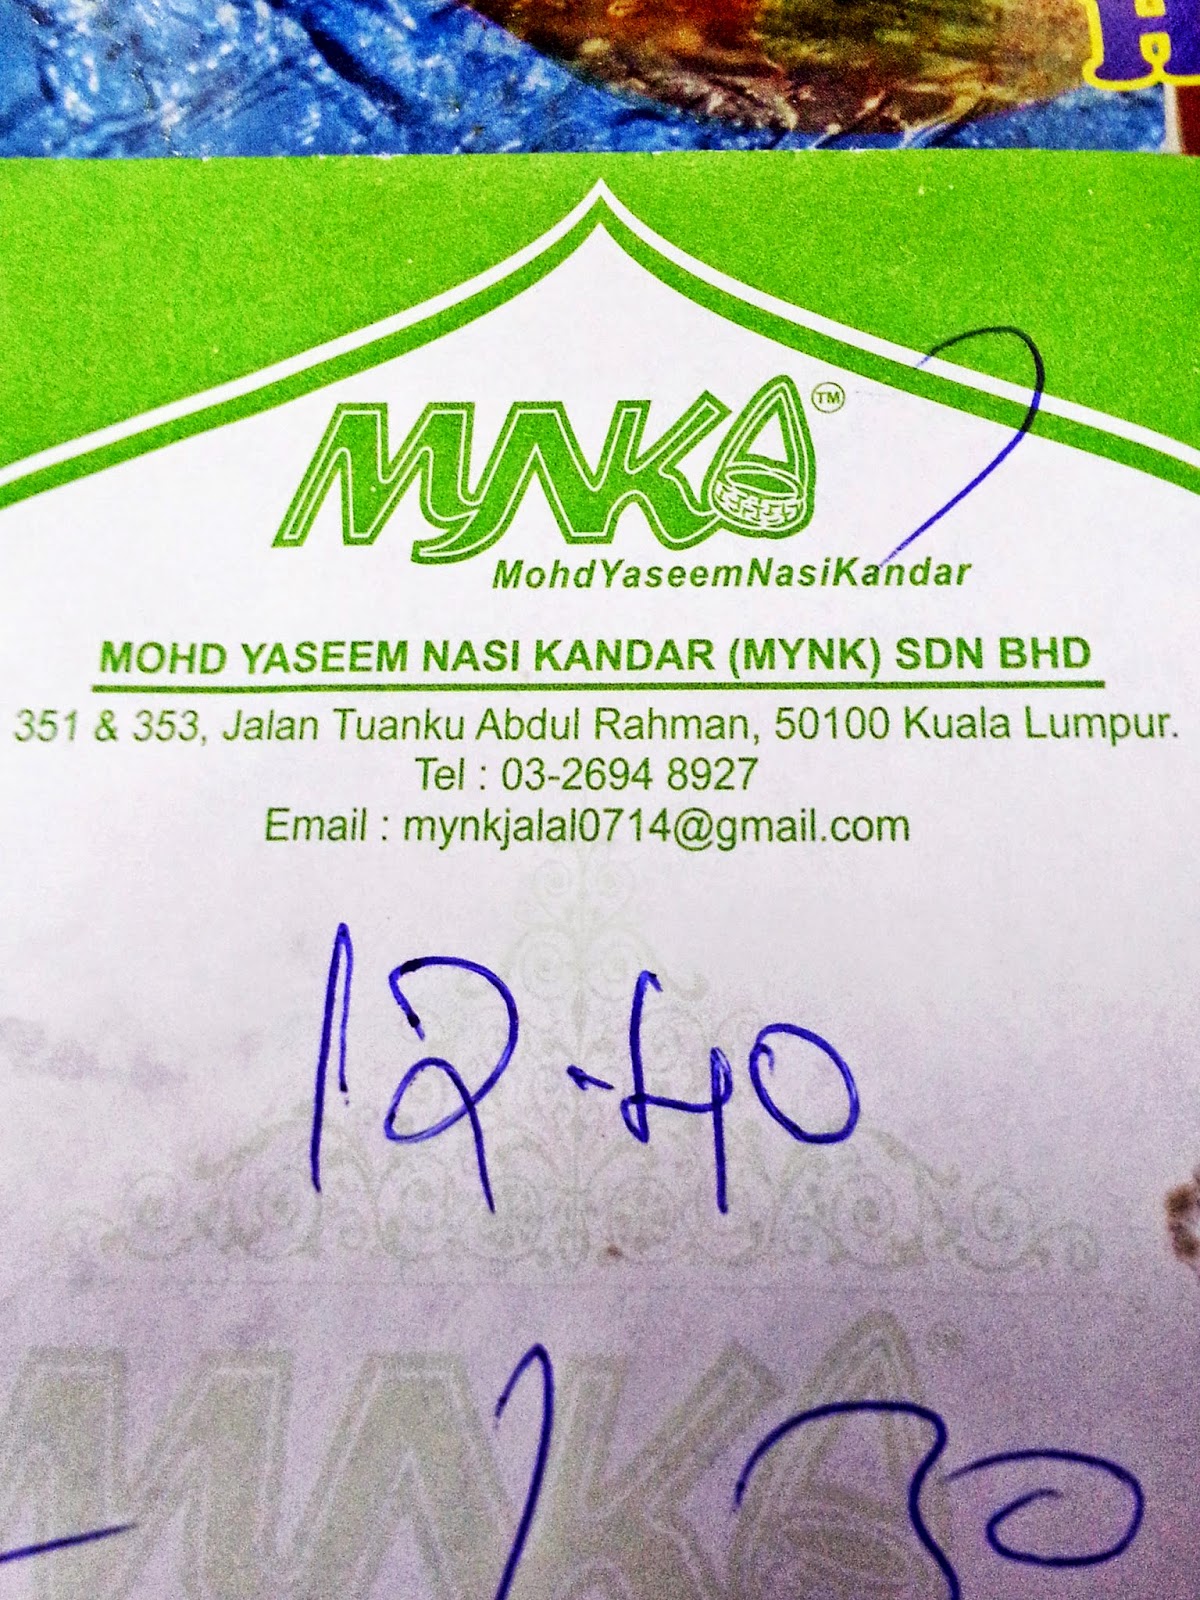 H
MYNK
TM
MohdYaseemNasiKandar
MOHD YASEEM NASI KANDAR (MYNK) SDN BHD
351 & 353, Jalan Tuanku Abdul Rahman, 50100 Kuala Lumpur.
Tel : 03-2694 8927
Email : mynkjalal0714@gmail.com
12-40